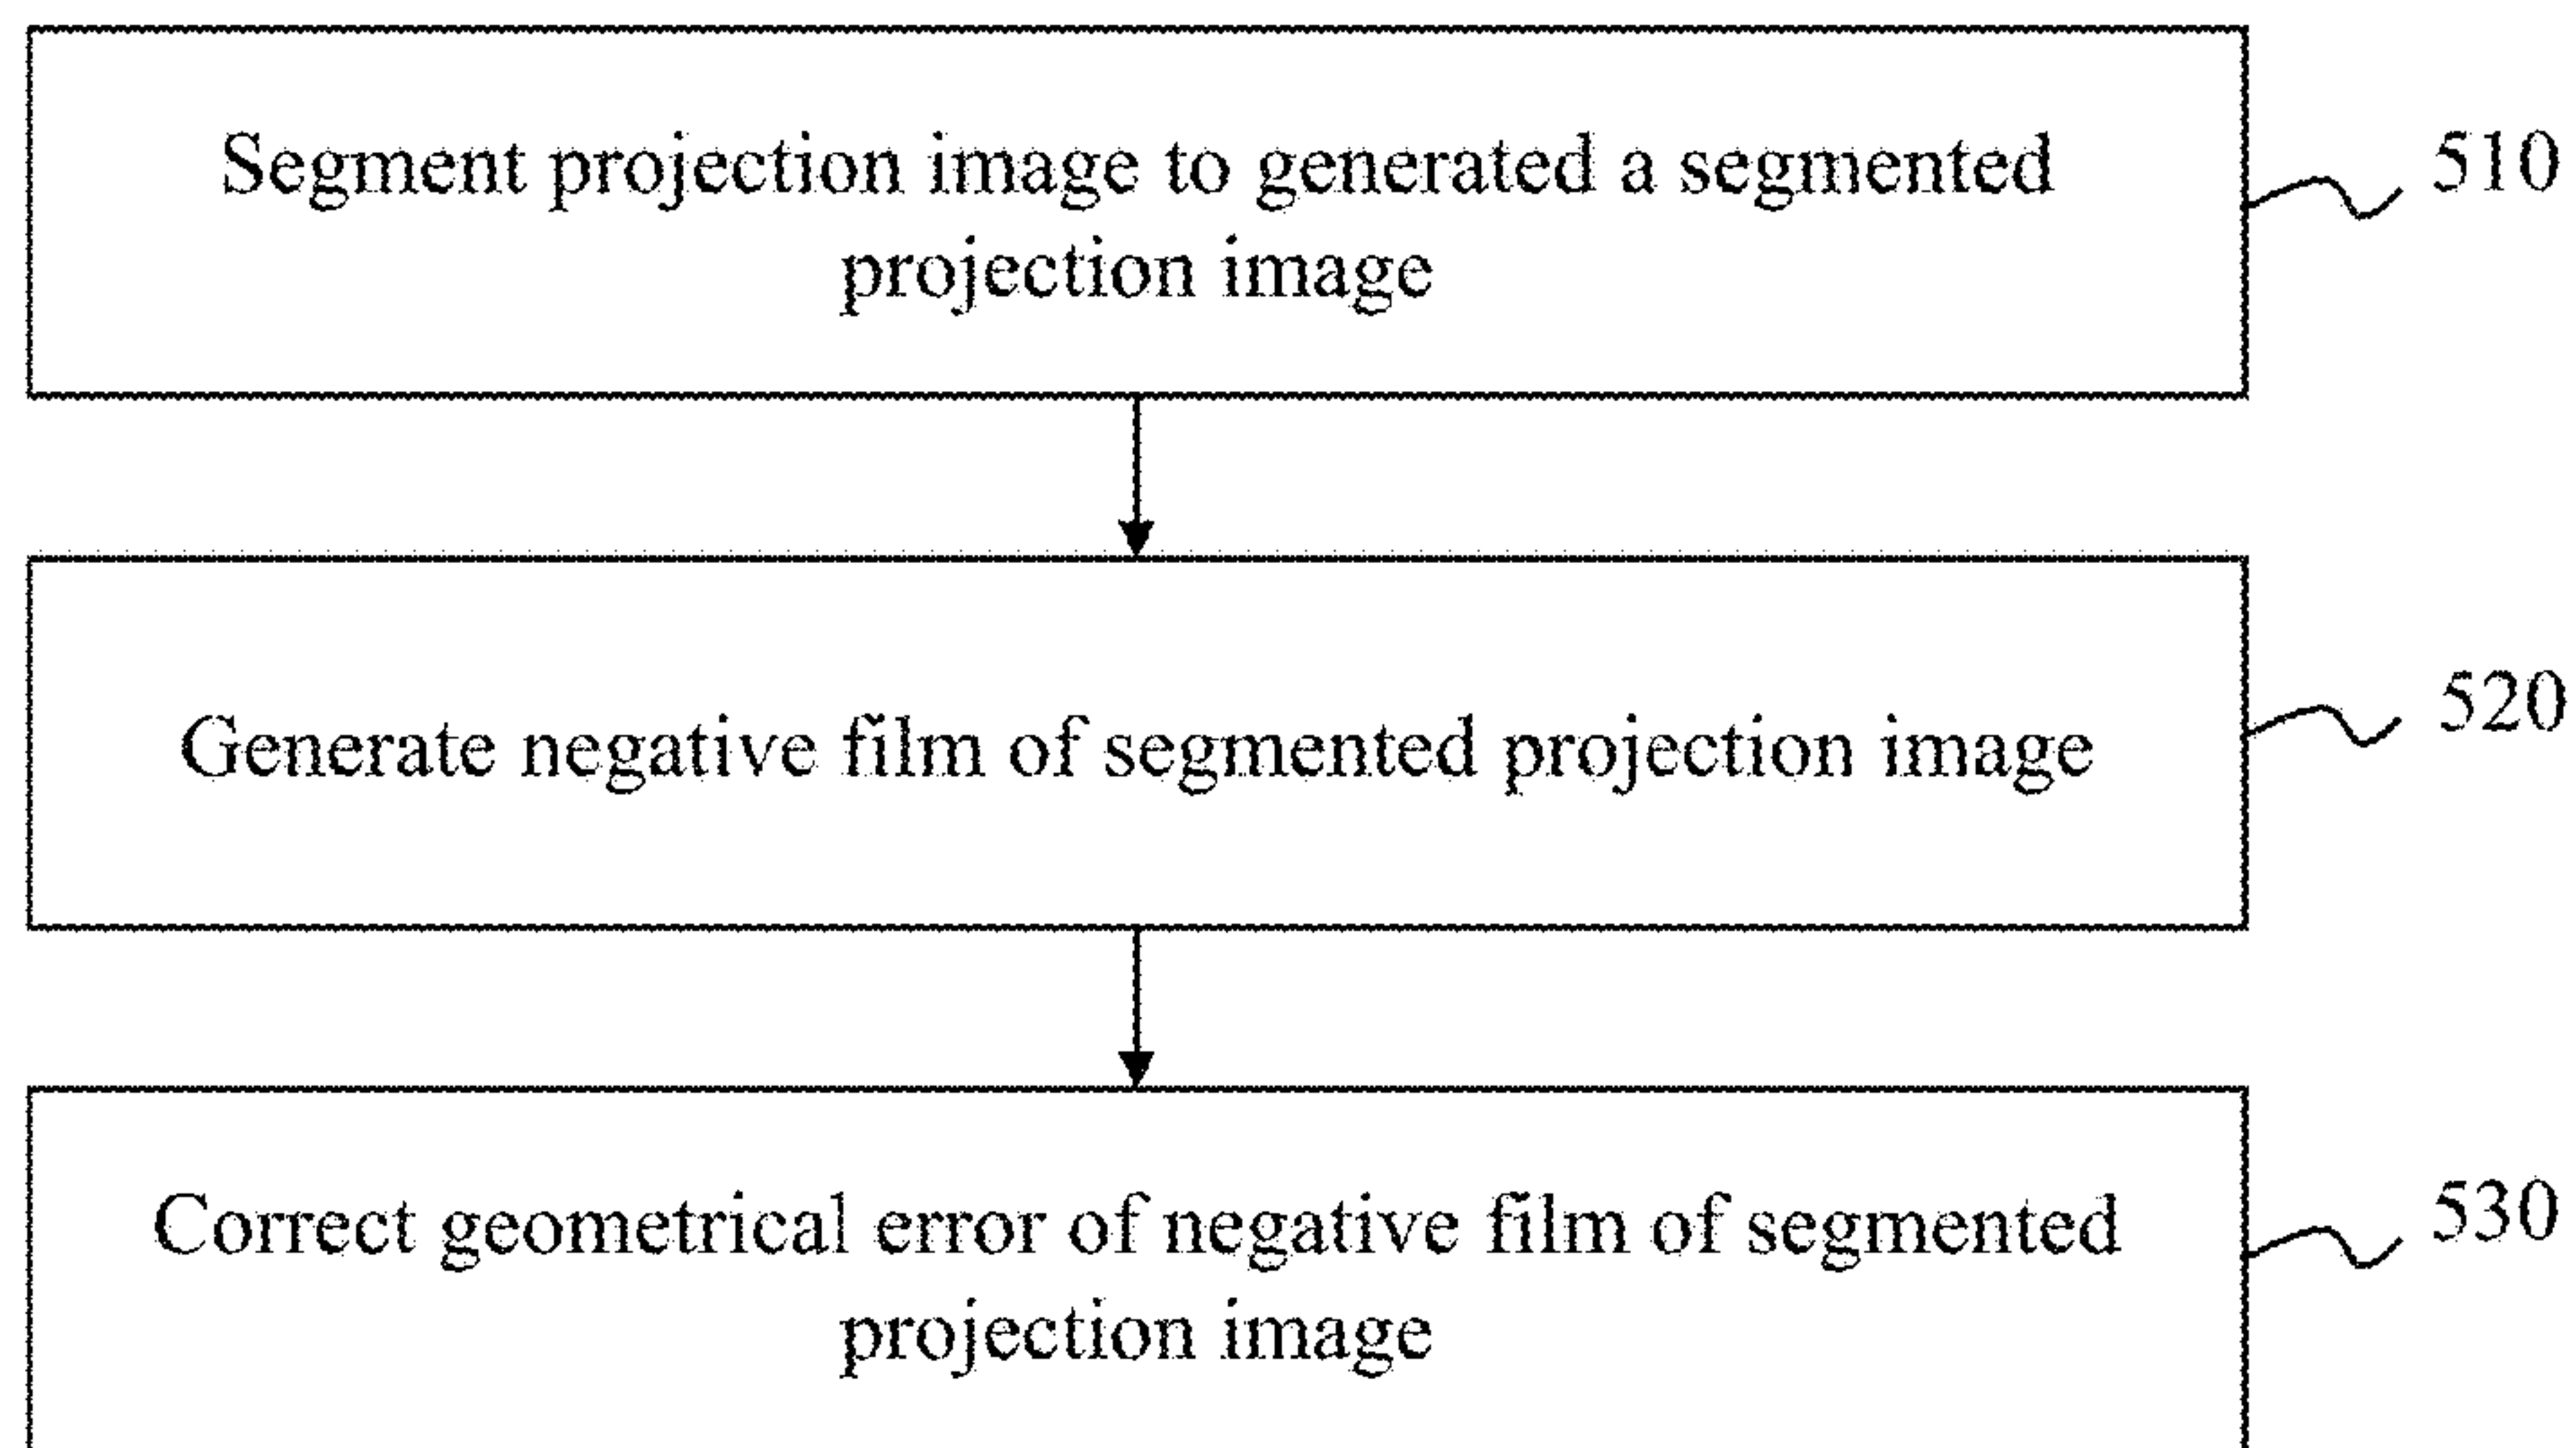 Segment projection image to generated a segmented
projection image
510
Generate negative film of segmented projection image
520
Correct geometrical error of negative film of segmented
projection image
530